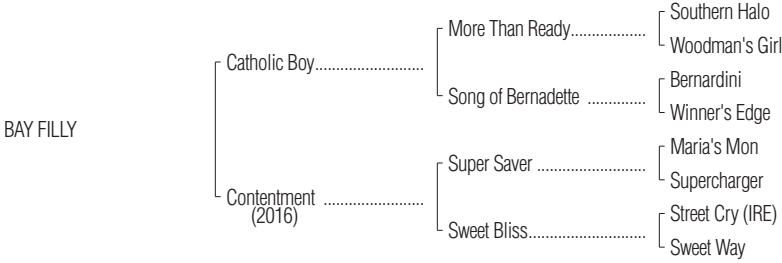 Southern Halo
More Than Ready....................
Woodman's Girl
Catholic Boy..........................
Bernardini
Song of Bernadette ...............
Winner's Edge
BAY FILLY
Maria's Mon
Super Saver ...........................
Supercharger
Contentment ........................
(2016)
Street Cry (IRE)
Sweet Bliss.............................
Sweet Way